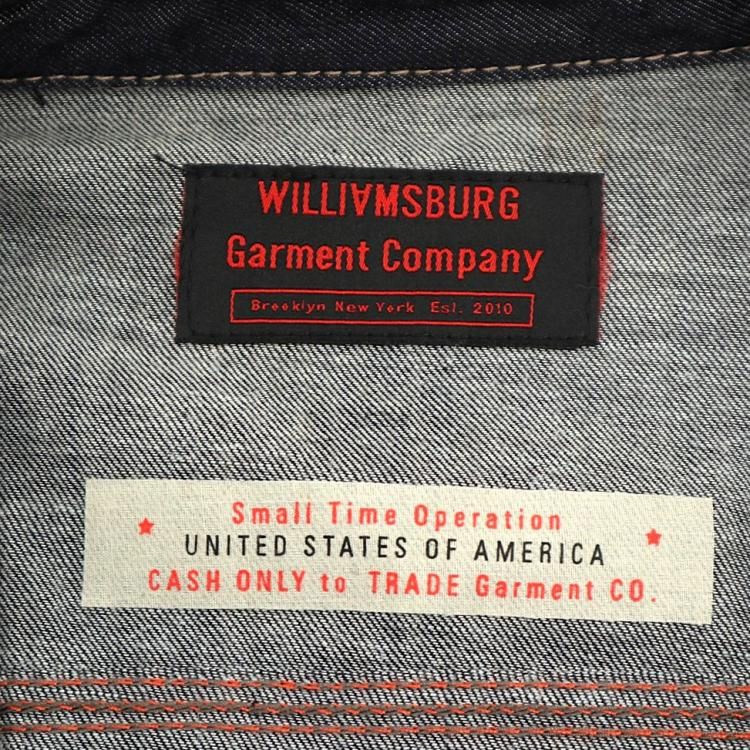 WILLIAMSBURG
Garment Company
Brooklyn New York Est. 2010
Small Time Operation
UNITED STATES OF AMERICA
CASH ONLY to TRADE Garment CO.